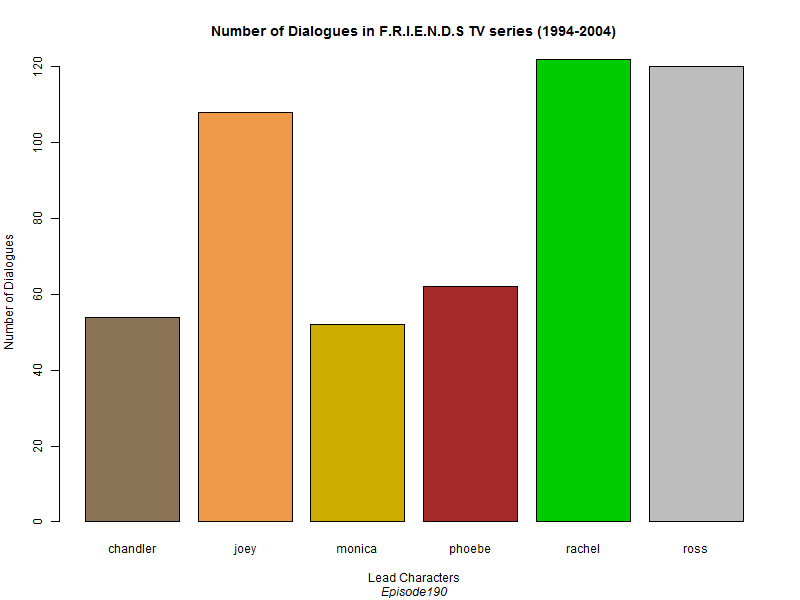 Number of Dialogues in F.R.I.E.N.D.S TV series (1994-2004)
Number of Dialogues
120
100
80
60
40
20
0
chandler joey monica phoebe rachel ross
Lead Characters
Episode190